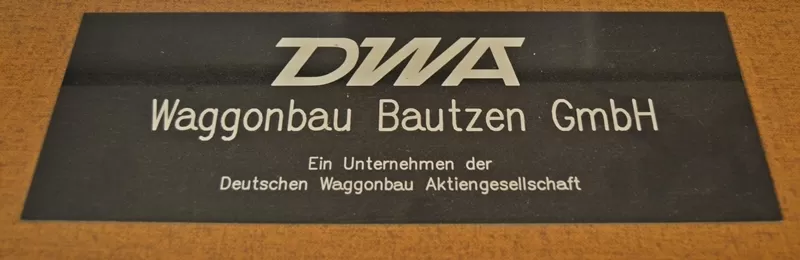 DWA
Waggonbau Bautzen GmbH
Ein Unternehmen der
Deutschen Waggonbau Aktiengesellschaft